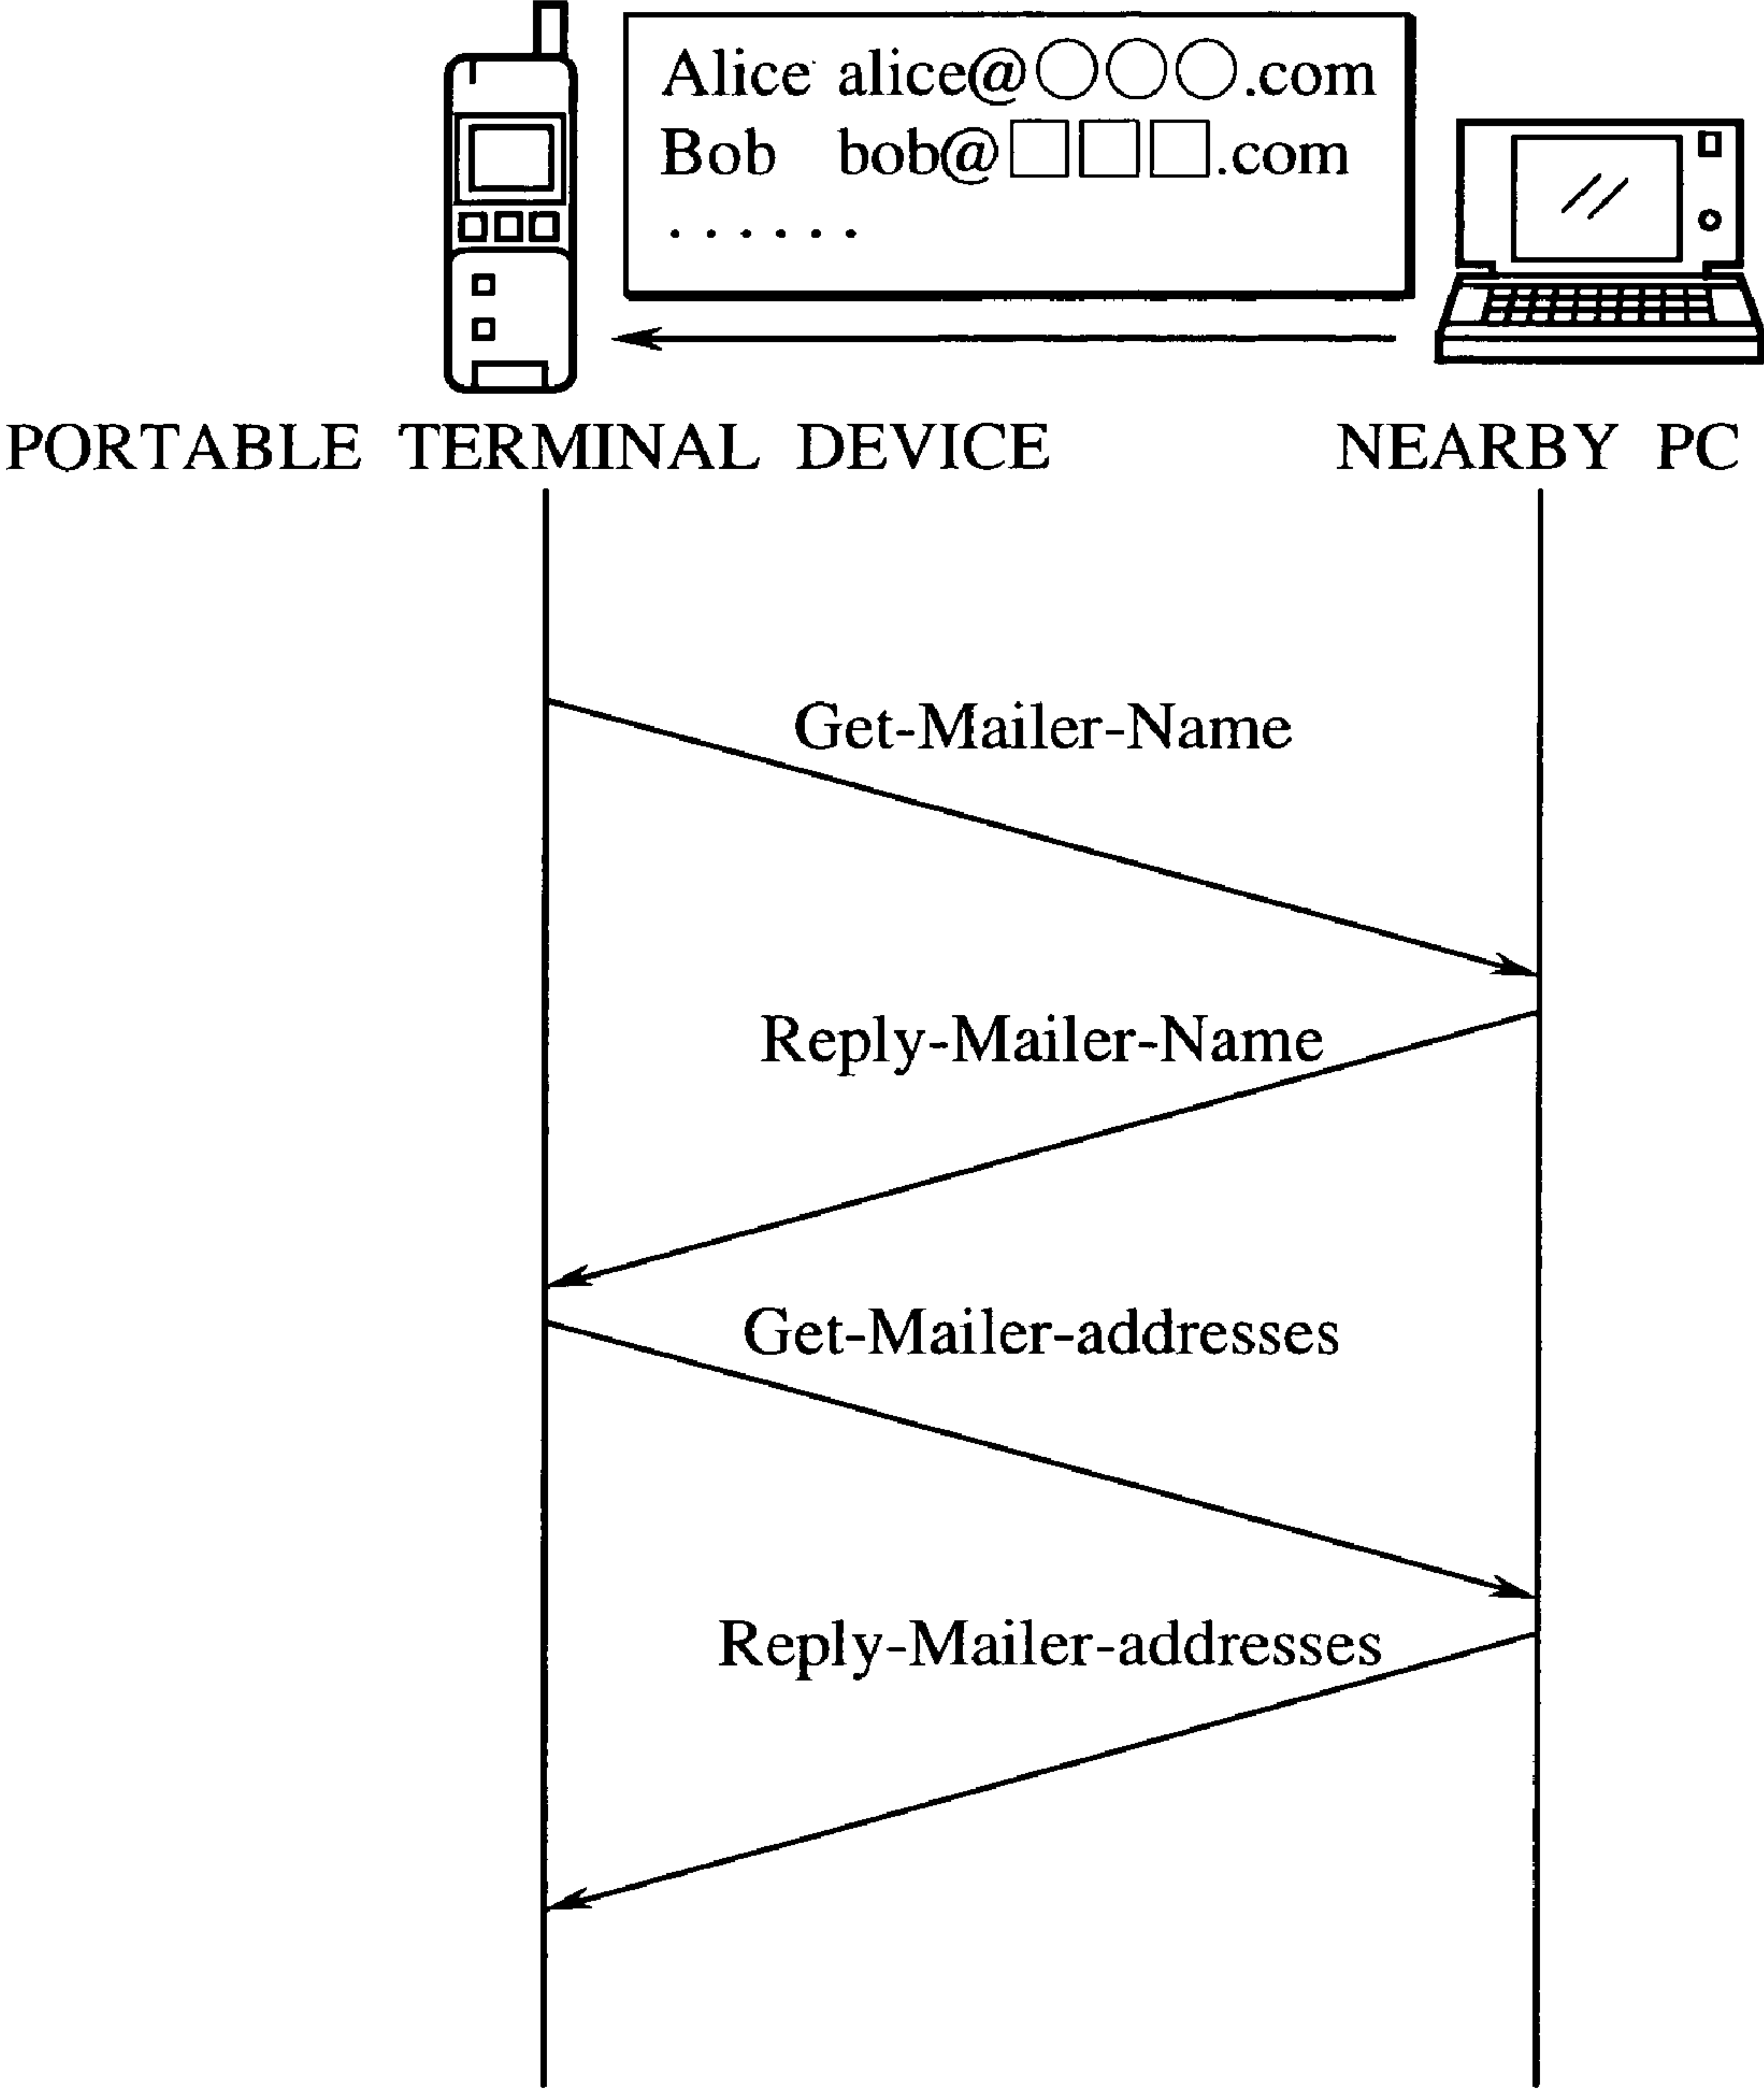 Alice alice@○○○.com
Bob bob@□□□.com
......
PORTABLE TERMINAL DEVICE NEARBY PC
Get-Mailer-Name
Reply-Mailer-Name
Get-Mailer-addresses
Reply-Mailer-addresses